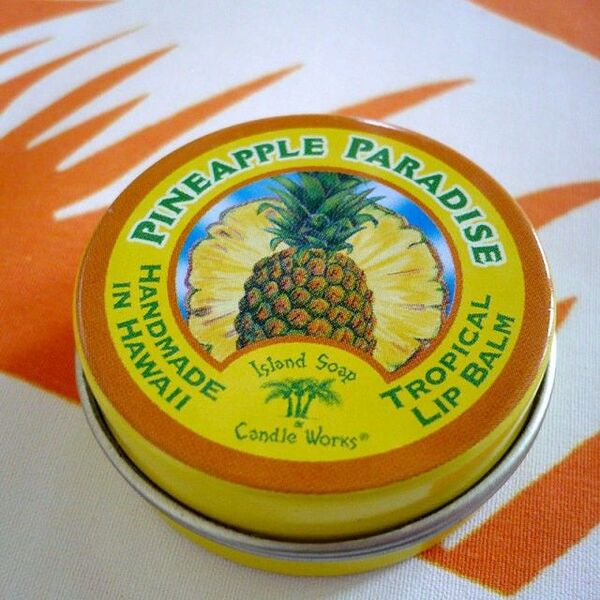 PINEAPPLE PARADISE
HANDMADE
IN HAWAII
TROPICAL
LIP BALM
Island Soap
&
Candle Works®